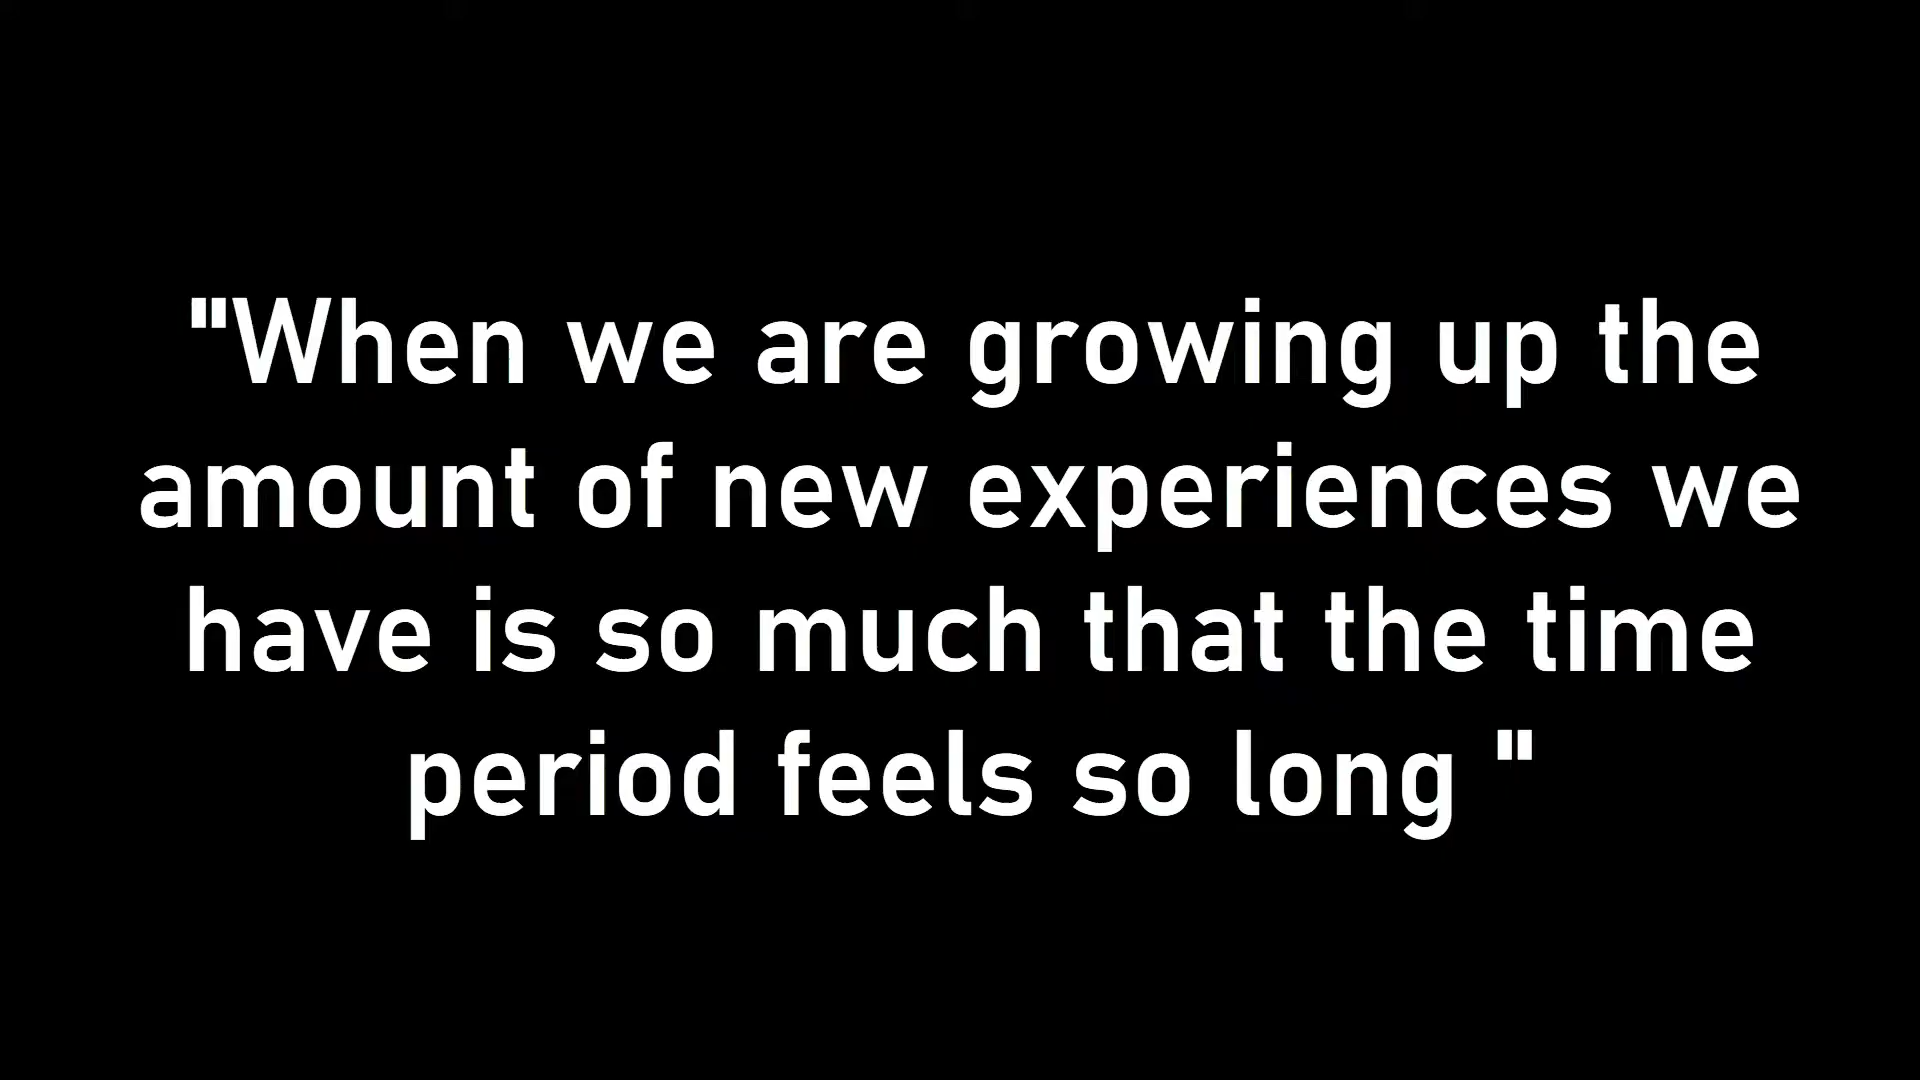 "When we are growing up the
amount of new experiences we
have is so much that the time
period feels so long "